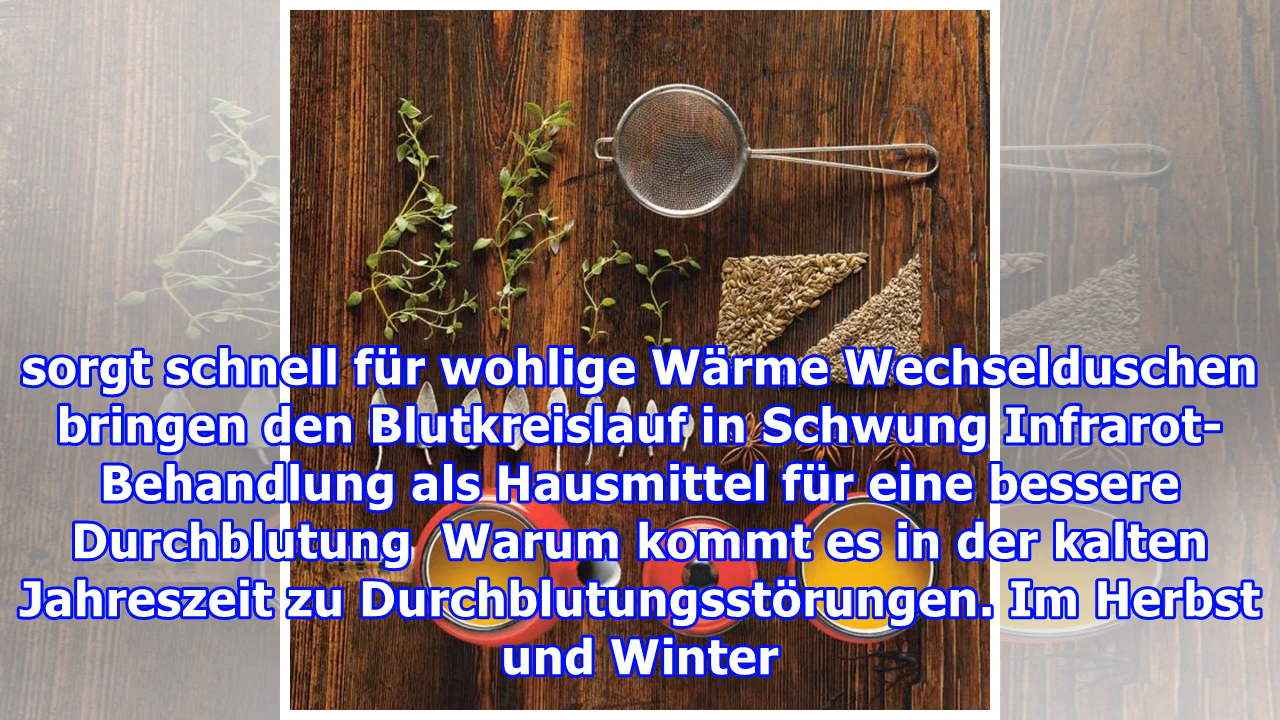 sorgt schnell für wohlige Wärme Wechselduschen
bringen den Blutkreislauf in Schwung Infrarot-
Behandlung als Hausmittel für eine bessere
Durchblutung  Warum kommt es in der kalten
Jahreszeit zu Durchblutungsstörungen. Im Herbst
und Winter